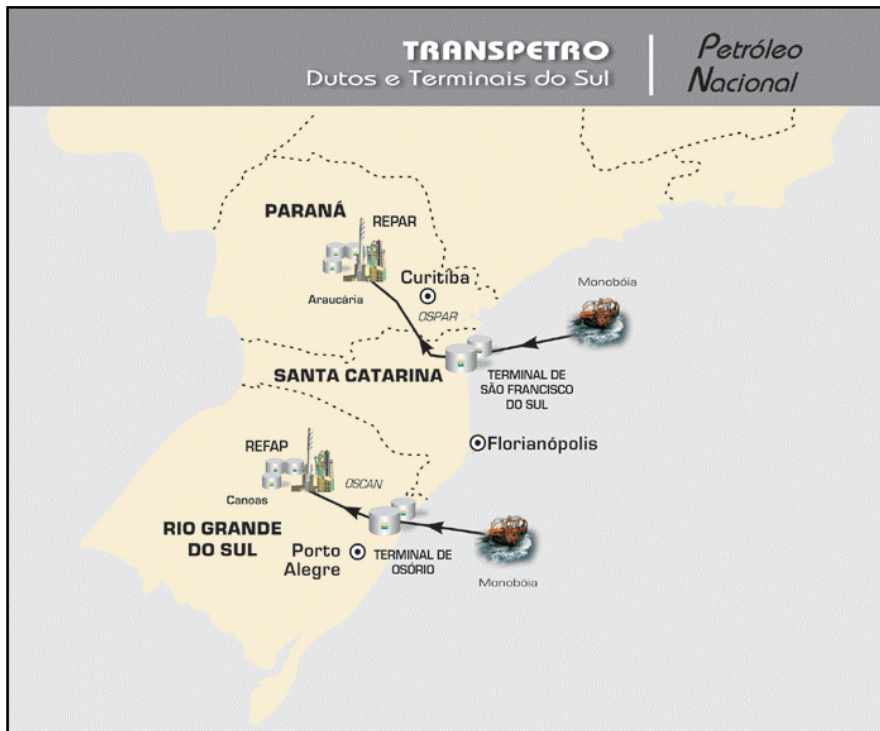 TRANSPETRO
Dutos e Terminais do Sul
Petróleo
Nacional
PARANÁ
REPAR
Curitiba
Araucária
OSPAR
Monobóia
SANTA CATARINA
TERMINAL DE
SÃO FRANCISCO
DO SUL
Florianópolis
REFAP
OSCAN
Canoas
RIO GRANDE
DO SUL
Porto
Alegre
TERMINAL DE
OSÓRIO
Monobóia